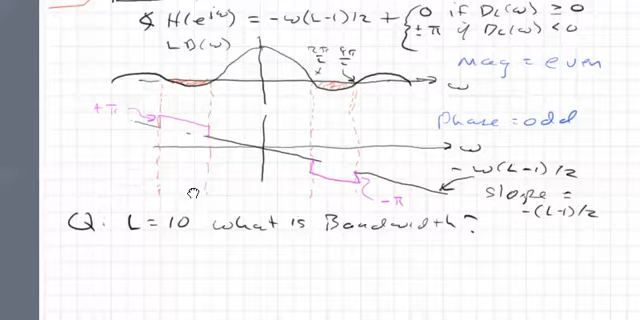 ∡ H(e^{jω}) = -ω(L-1)/2 + { 0 if D_L(ω) ≥ 0
±π if D_L(ω) < 0
L D(ω)
2π/L 4π/L
ω
mag = even
+π
phase = odd
ω
-ω(L-1)/2
slope =
-(L-1)/2
-π
Q: L=10 what is Bandwidth?